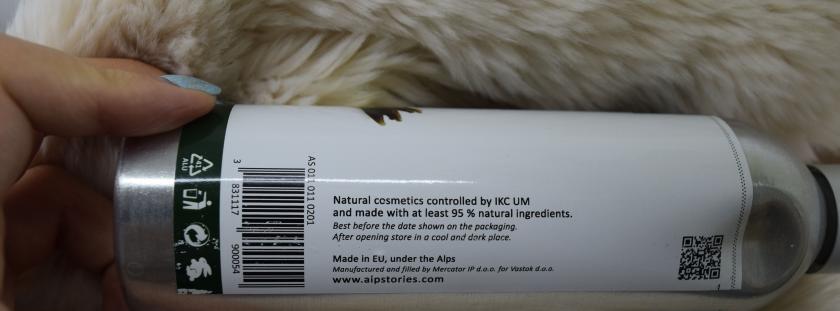 Natural cosmetics controlled by IKC UM
and made with at least 95 % natural ingredients.
Best before the date shown on the packaging.
After opening store in a cool and dark place.
Made in EU, under the Alps
Manufactured and filled by Mercator IP d.o.o. for Vastok d.o.o.
www.alpstories.com
AS 011 011 0201
3 831117 900054
41
ALU